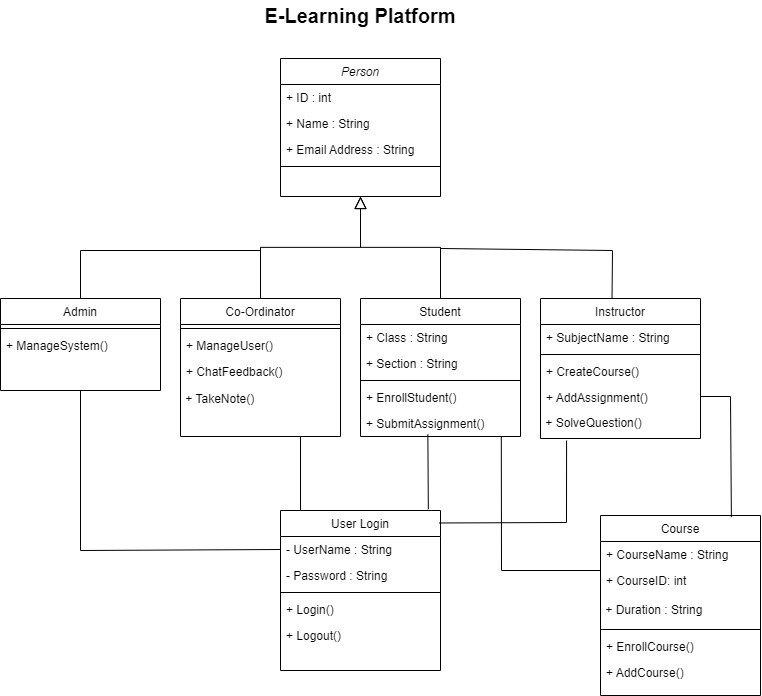 E-Learning Platform
Person
+ ID : int
+ Name : String
+ Email Address : String
Admin
+ ManageSystem()
Co-Ordinator
+ ManageUser()
+ ChatFeedback()
+ TakeNote()
Student
+ Class : String
+ Section : String
+ EnrollStudent()
+ SubmitAssignment()
Instructor
+ SubjectName : String
+ CreateCourse()
+ AddAssignment()
+ SolveQuestion()
User Login
- UserName : String
- Password : String
+ Login()
+ Logout()
Course
+ CourseName : String
+ CourseID: int
+ Duration : String
+ EnrollCourse()
+ AddCourse()